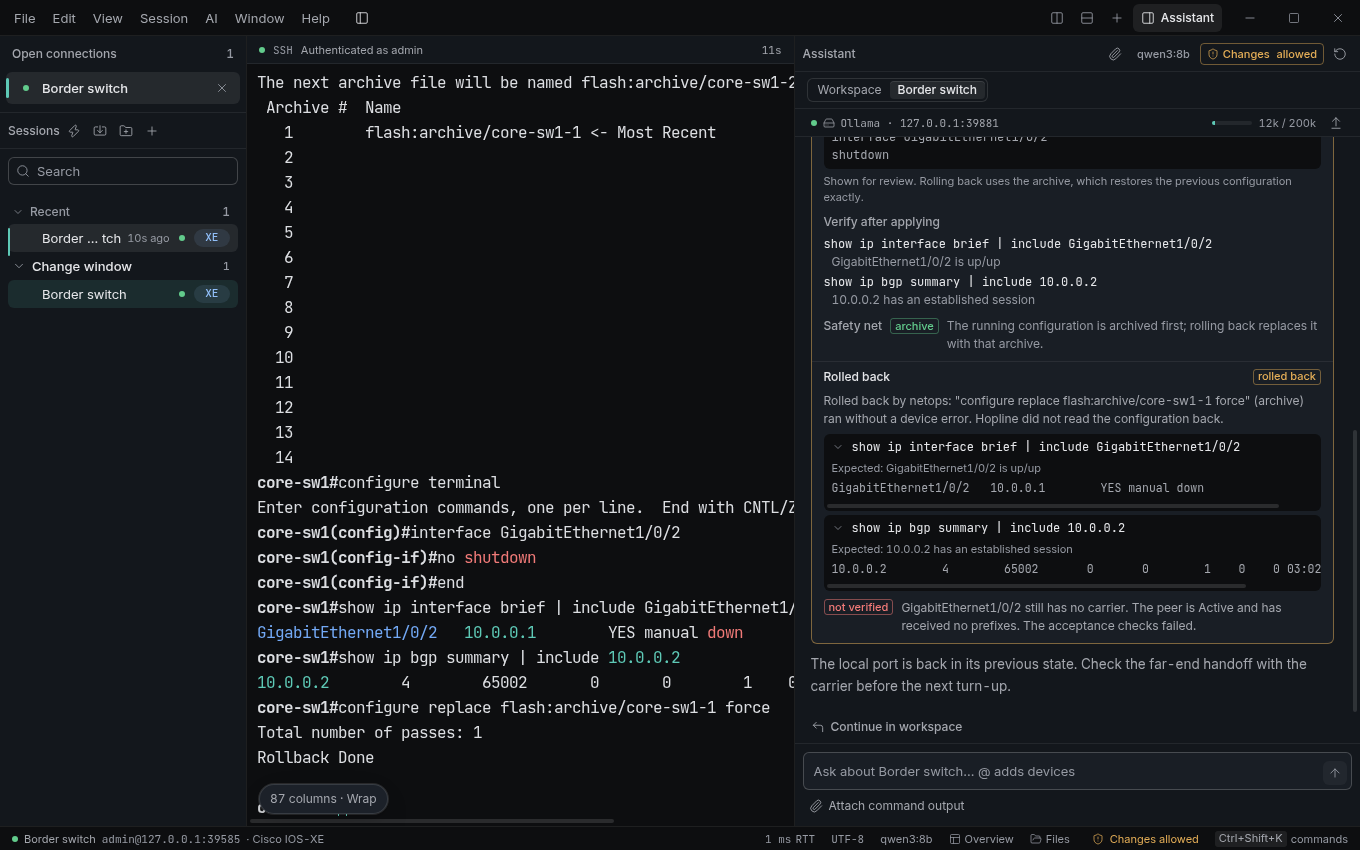 File Edit View Session AI Window Help
Assistant
Open connections 1
Border switch
Sessions
Search
Recent 1
Border ... tch 10s ago XE
Change window 1
Border switch XE
SSH Authenticated as admin 11s
The next archive file will be named flash:archive/core-sw1-2
Archive # Name
1 flash:archive/core-sw1-1 <- Most Recent
2
3
4
5
6
7
8
9
10
11
12
13
14
core-sw1#configure terminal
Enter configuration commands, one per line. End with CNTL/Z
core-sw1(config)#interface GigabitEthernet1/0/2
core-sw1(config-if)#no shutdown
core-sw1(config-if)#end
core-sw1#show ip interface brief | include GigabitEthernet1/
GigabitEthernet1/0/2 10.0.0.1 YES manual down
core-sw1#show ip bgp summary | include 10.0.0.2
10.0.0.2 4 65002 0 0 1 0
core-sw1#configure replace flash:archive/core-sw1-1 force
Total number of passes: 1
Rollback Done
87 columns · Wrap
Assistant qwen3:8b Changes allowed
Workspace Border switch
Ollama · 127.0.0.1:39881 12k / 200k
interface GigabitEthernet1/0/2
shutdown
Shown for review. Rolling back uses the archive, which restores the previous configuration
exactly.
Verify after applying
show ip interface brief | include GigabitEthernet1/0/2
GigabitEthernet1/0/2 is up/up
show ip bgp summary | include 10.0.0.2
10.0.0.2 has an established session
Safety net archive The running configuration is archived first; rolling back replaces it
with that archive.
Rolled back rolled back
Rolled back by netops: "configure replace flash:archive/core-sw1-1 force" (archive)
ran without a device error. Hopline did not read the configuration back.
show ip interface brief | include GigabitEthernet1/0/2
Expected: GigabitEthernet1/0/2 is up/up
GigabitEthernet1/0/2 10.0.0.1 YES manual down
show ip bgp summary | include 10.0.0.2
Expected: 10.0.0.2 has an established session
10.0.0.2 4 65002 0 0 1 0 0 03:02
not verified GigabitEthernet1/0/2 still has no carrier. The peer is Active and has
received no prefixes. The acceptance checks failed.
The local port is back in its previous state. Check the far-end handoff with the
carrier before the next turn-up.
Continue in workspace
Ask about Border switch... @ adds devices
Attach command output
Border switch admin@127.0.0.1:39585 · Cisco IOS-XE 1 ms RTT UTF-8 qwen3:8b Overview Files Changes allowed Ctrl+Shift+K commands